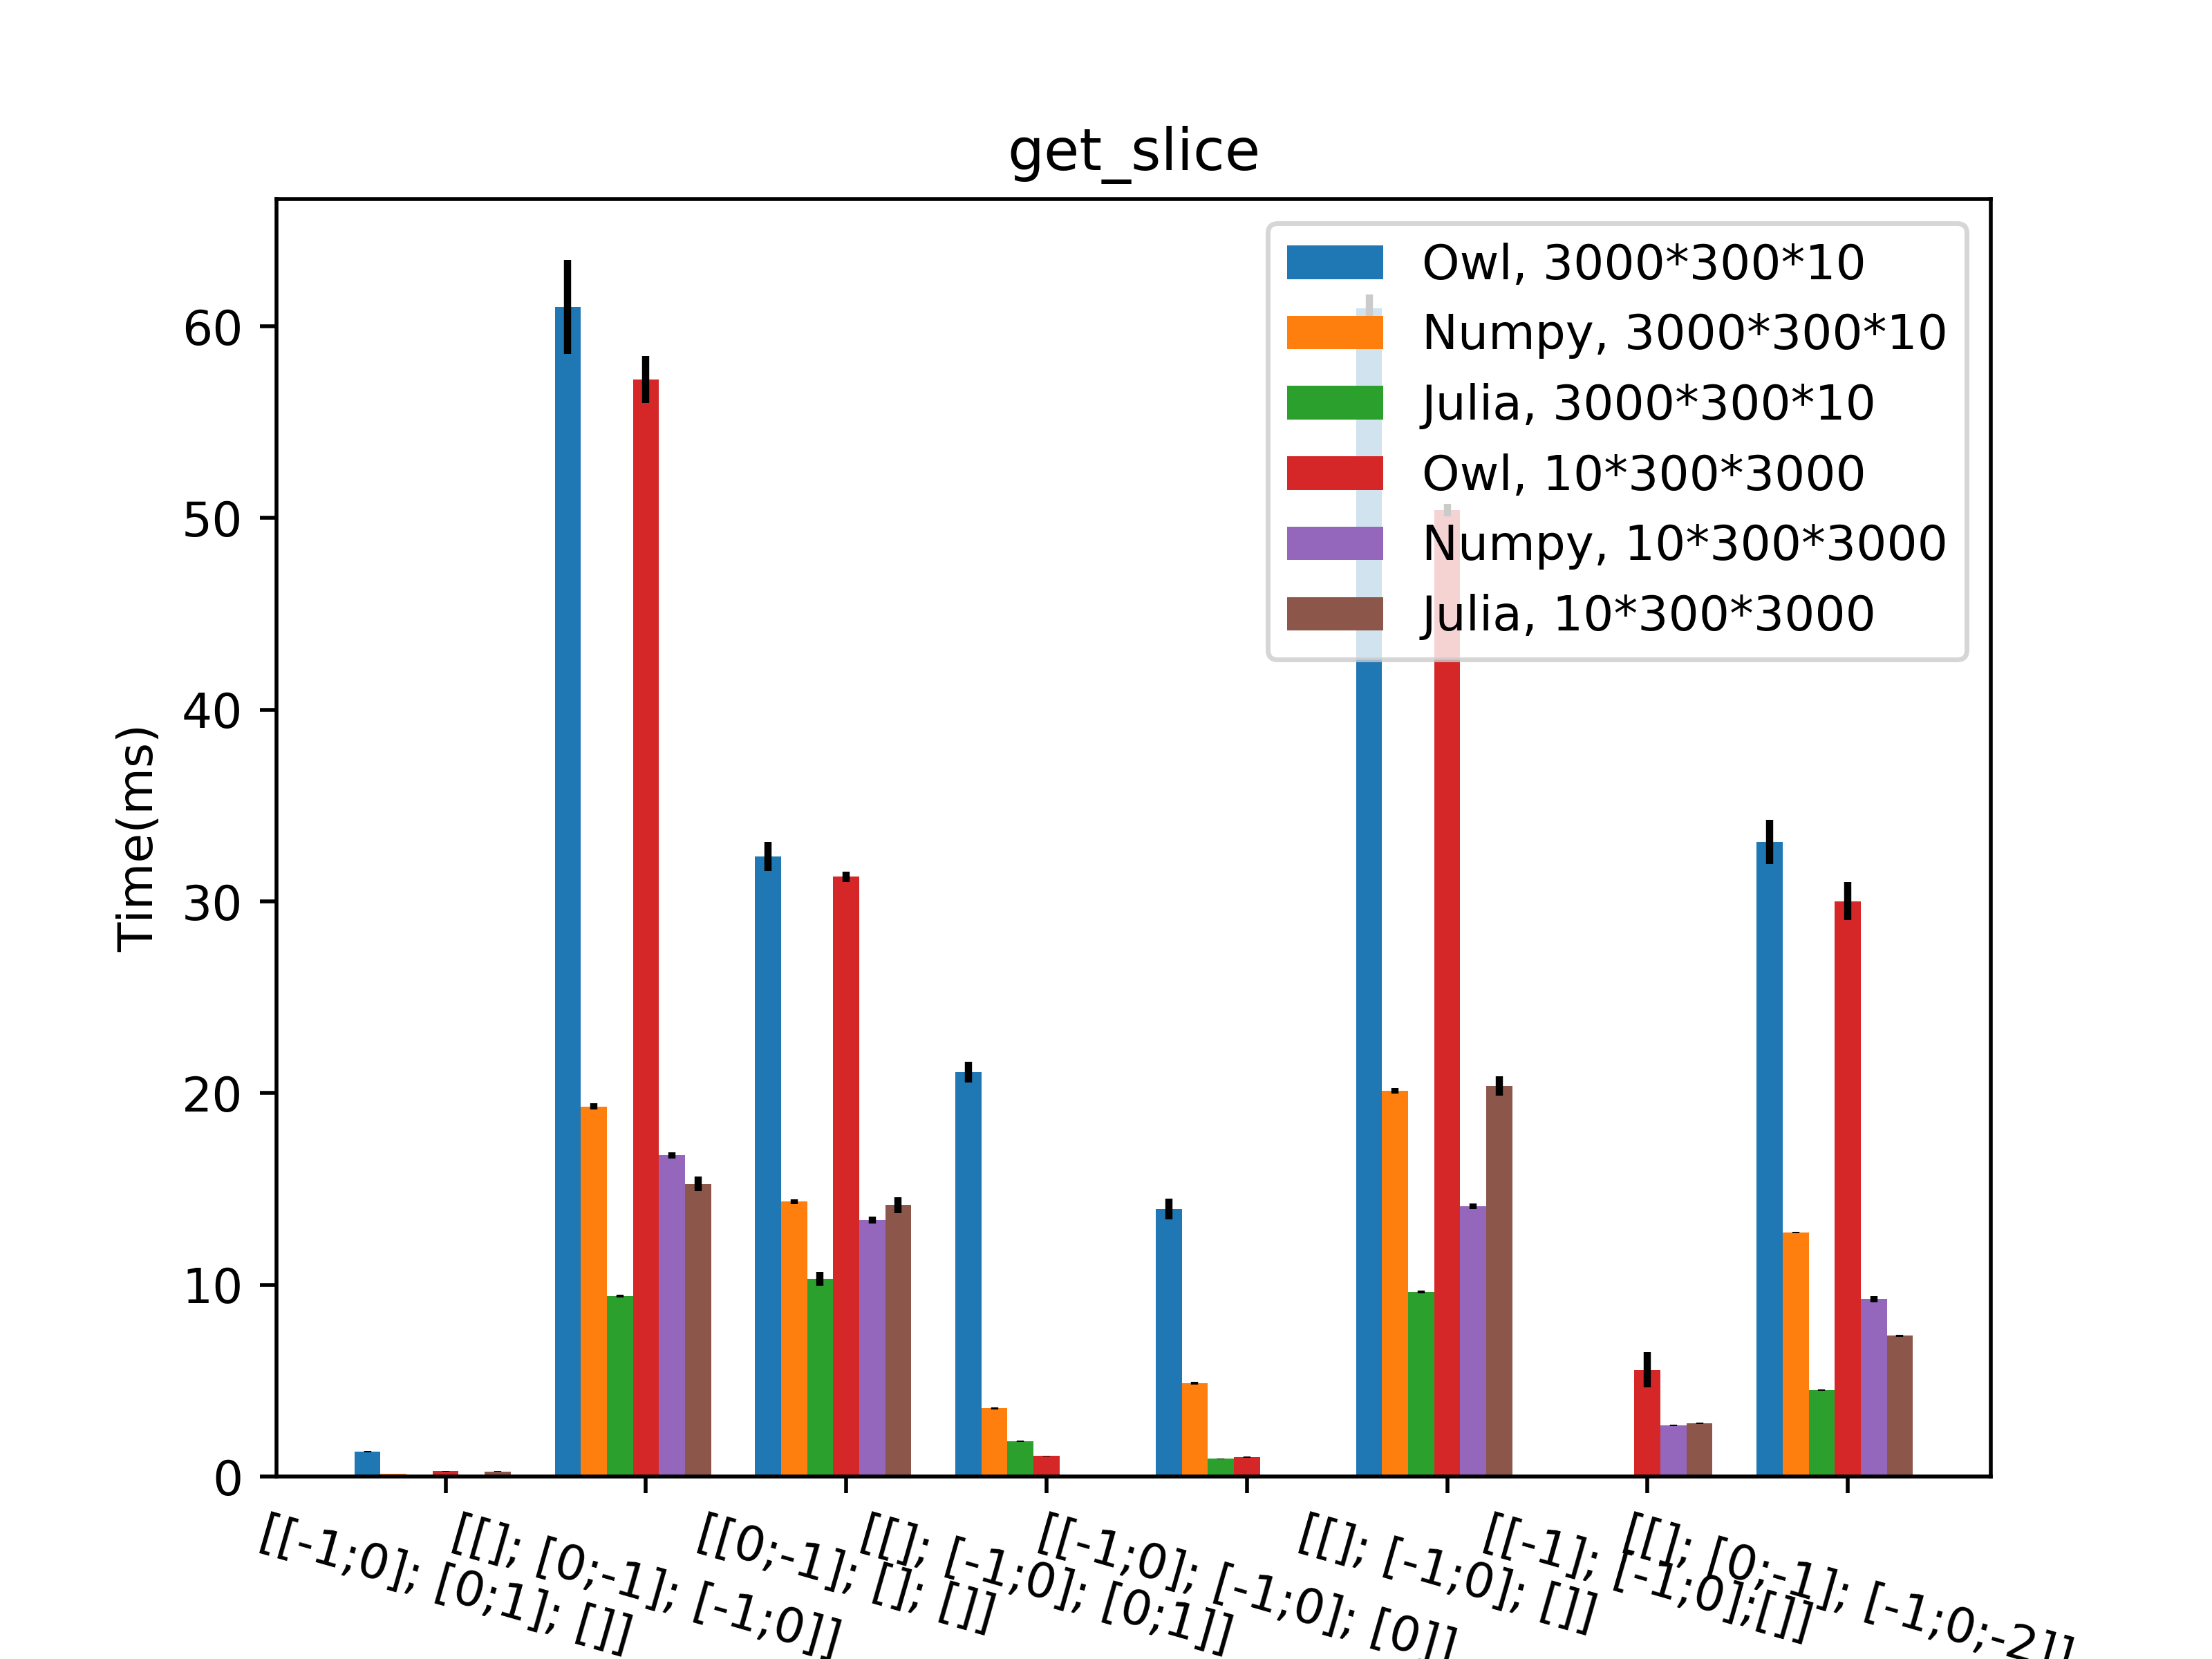 get_slice
Owl, 3000*300*10
Numpy, 3000*300*10
Julia, 3000*300*10
Owl, 10*300*3000
Numpy, 10*300*3000
Julia, 10*300*3000
60
50
40
30
20
10
0
Time(ms)
[[-1;0]; [0;1]; []]
[[]; [0;-1]; [-1;0]]
[[0;-1]; []; []]
[[]; [-1;0]; [0;1]]
[[-1;0]; [-1;0]; [0]]
[[]; [-1;0]; []]
[[-1]; [-1;0];[]]
[[]; [0;-1]; [-1;0;-2]]